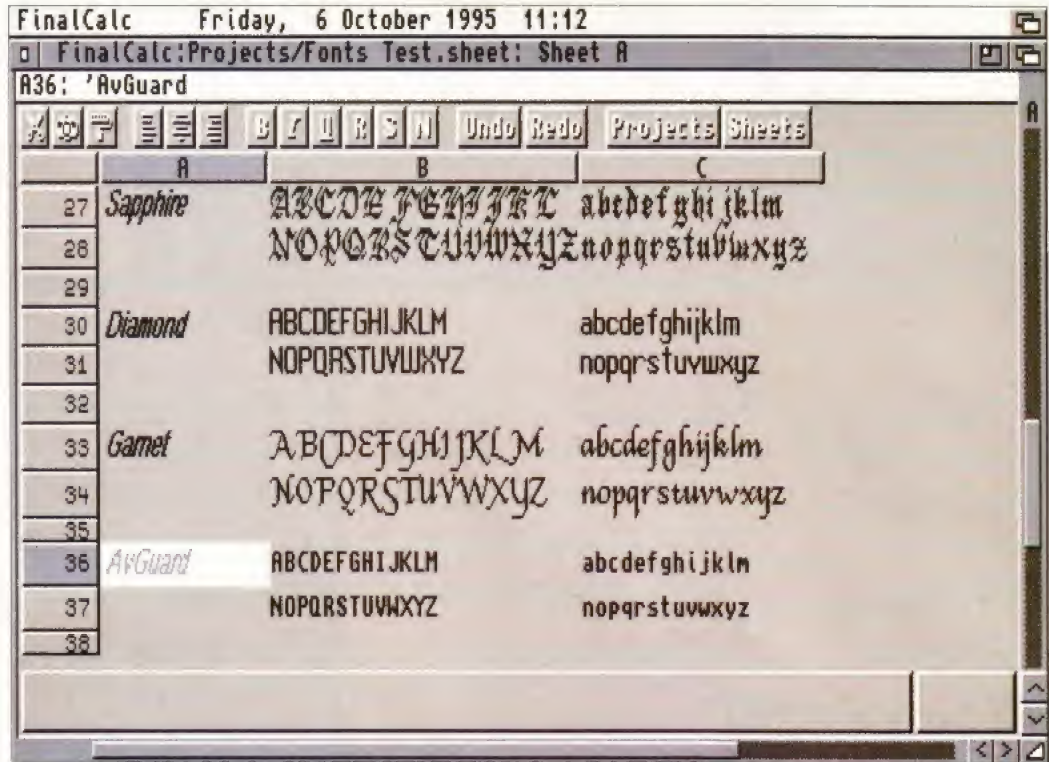 FinalCalc Friday, 6 October 1995 11:12
FinalCalc:Projects/Fonts Test.sheet: Sheet A
A36: 'AvGuard
A
B I U R S N Undo Redo Projects Sheets
A B C
27 Sapphire ABCDEFGHIJKL abcdefghijklm
28 NOPQRSTUVWXYZ nopqrstuvwxyz
29
30 Diamond ABCDEFGHIJKLM abcdefghijklm
31 NOPQRSTUVWXYZ nopqrstuvwxyz
32
33 Garnet ABCDEFGHIJKLM abcdefghijklm
34 NOPQRSTUVWXYZ nopqrstuvwxyz
35
36 AvGuard ABCDEFGHIJKLM abcdefghijklm
37 NOPQRSTUVWXYZ nopqrstuvwxyz
38